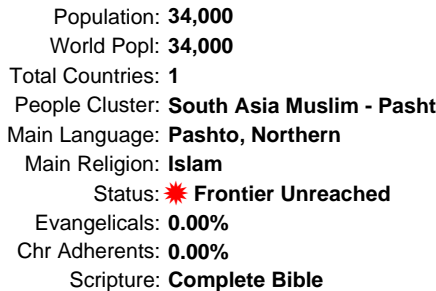 Population: 34,000
World Popl: 34,000
Total Countries: 1
People Cluster: South Asia Muslim - Pasht
Main Language: Pashto, Northern
Main Religion: Islam
Status: Frontier Unreached
Evangelicals: 0.00%
Chr Adherents: 0.00%
Scripture: Complete Bible